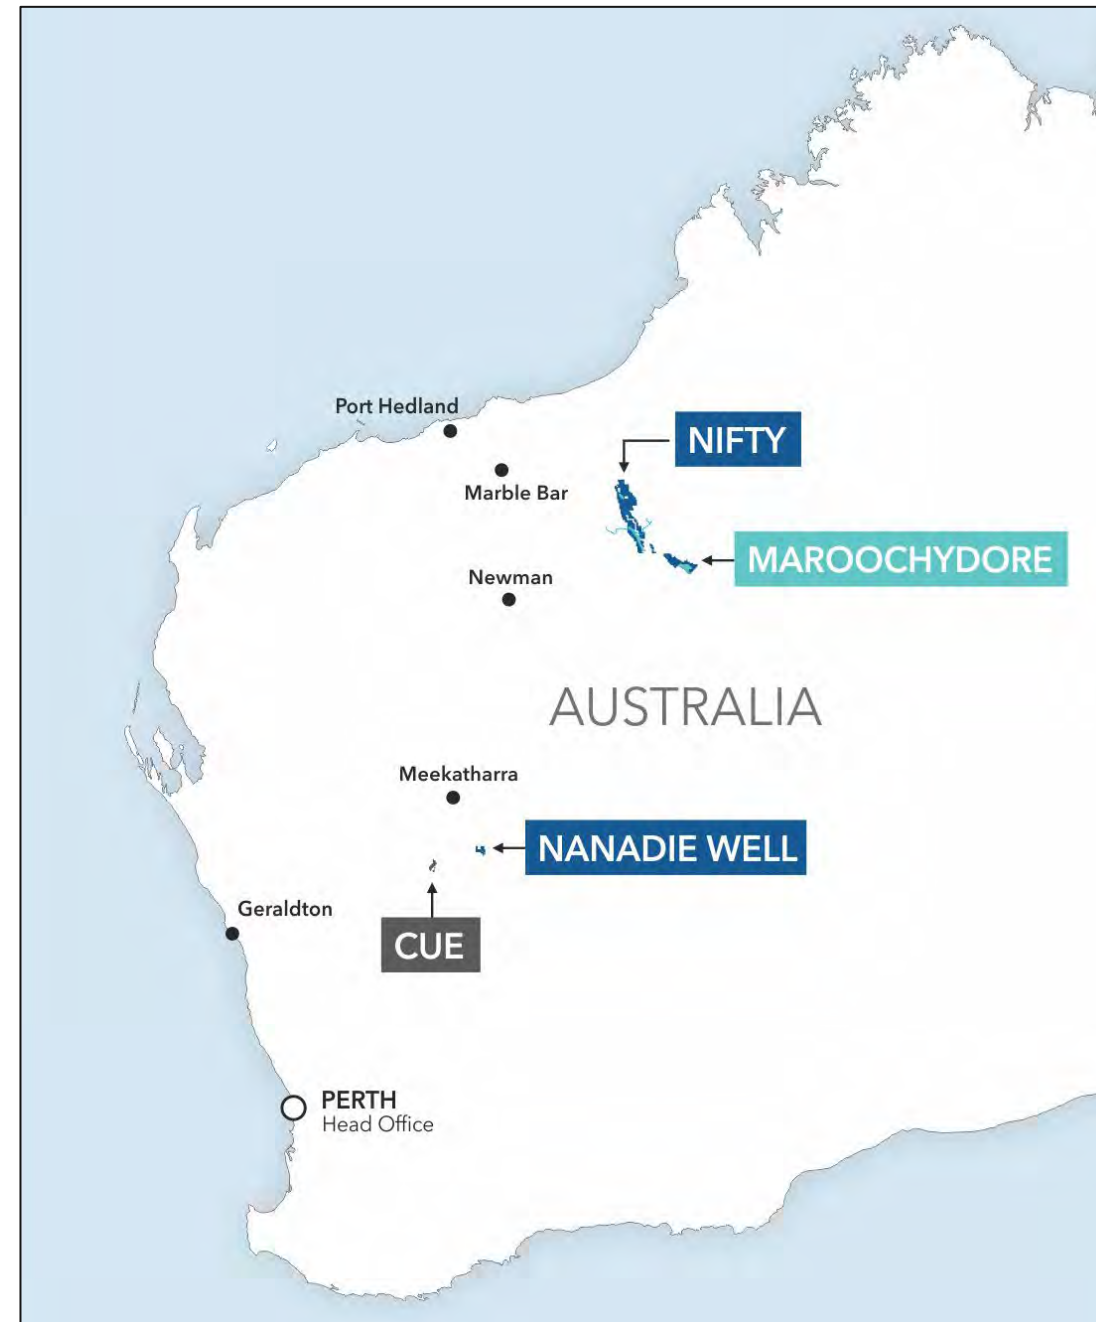 Port Hedland
NIFTY
Marble Bar
MAROOCHYDORE
Newman
AUSTRALIA
Meekatharra
NANADIE WELL
Geraldton
CUE
PERTH
Head Office